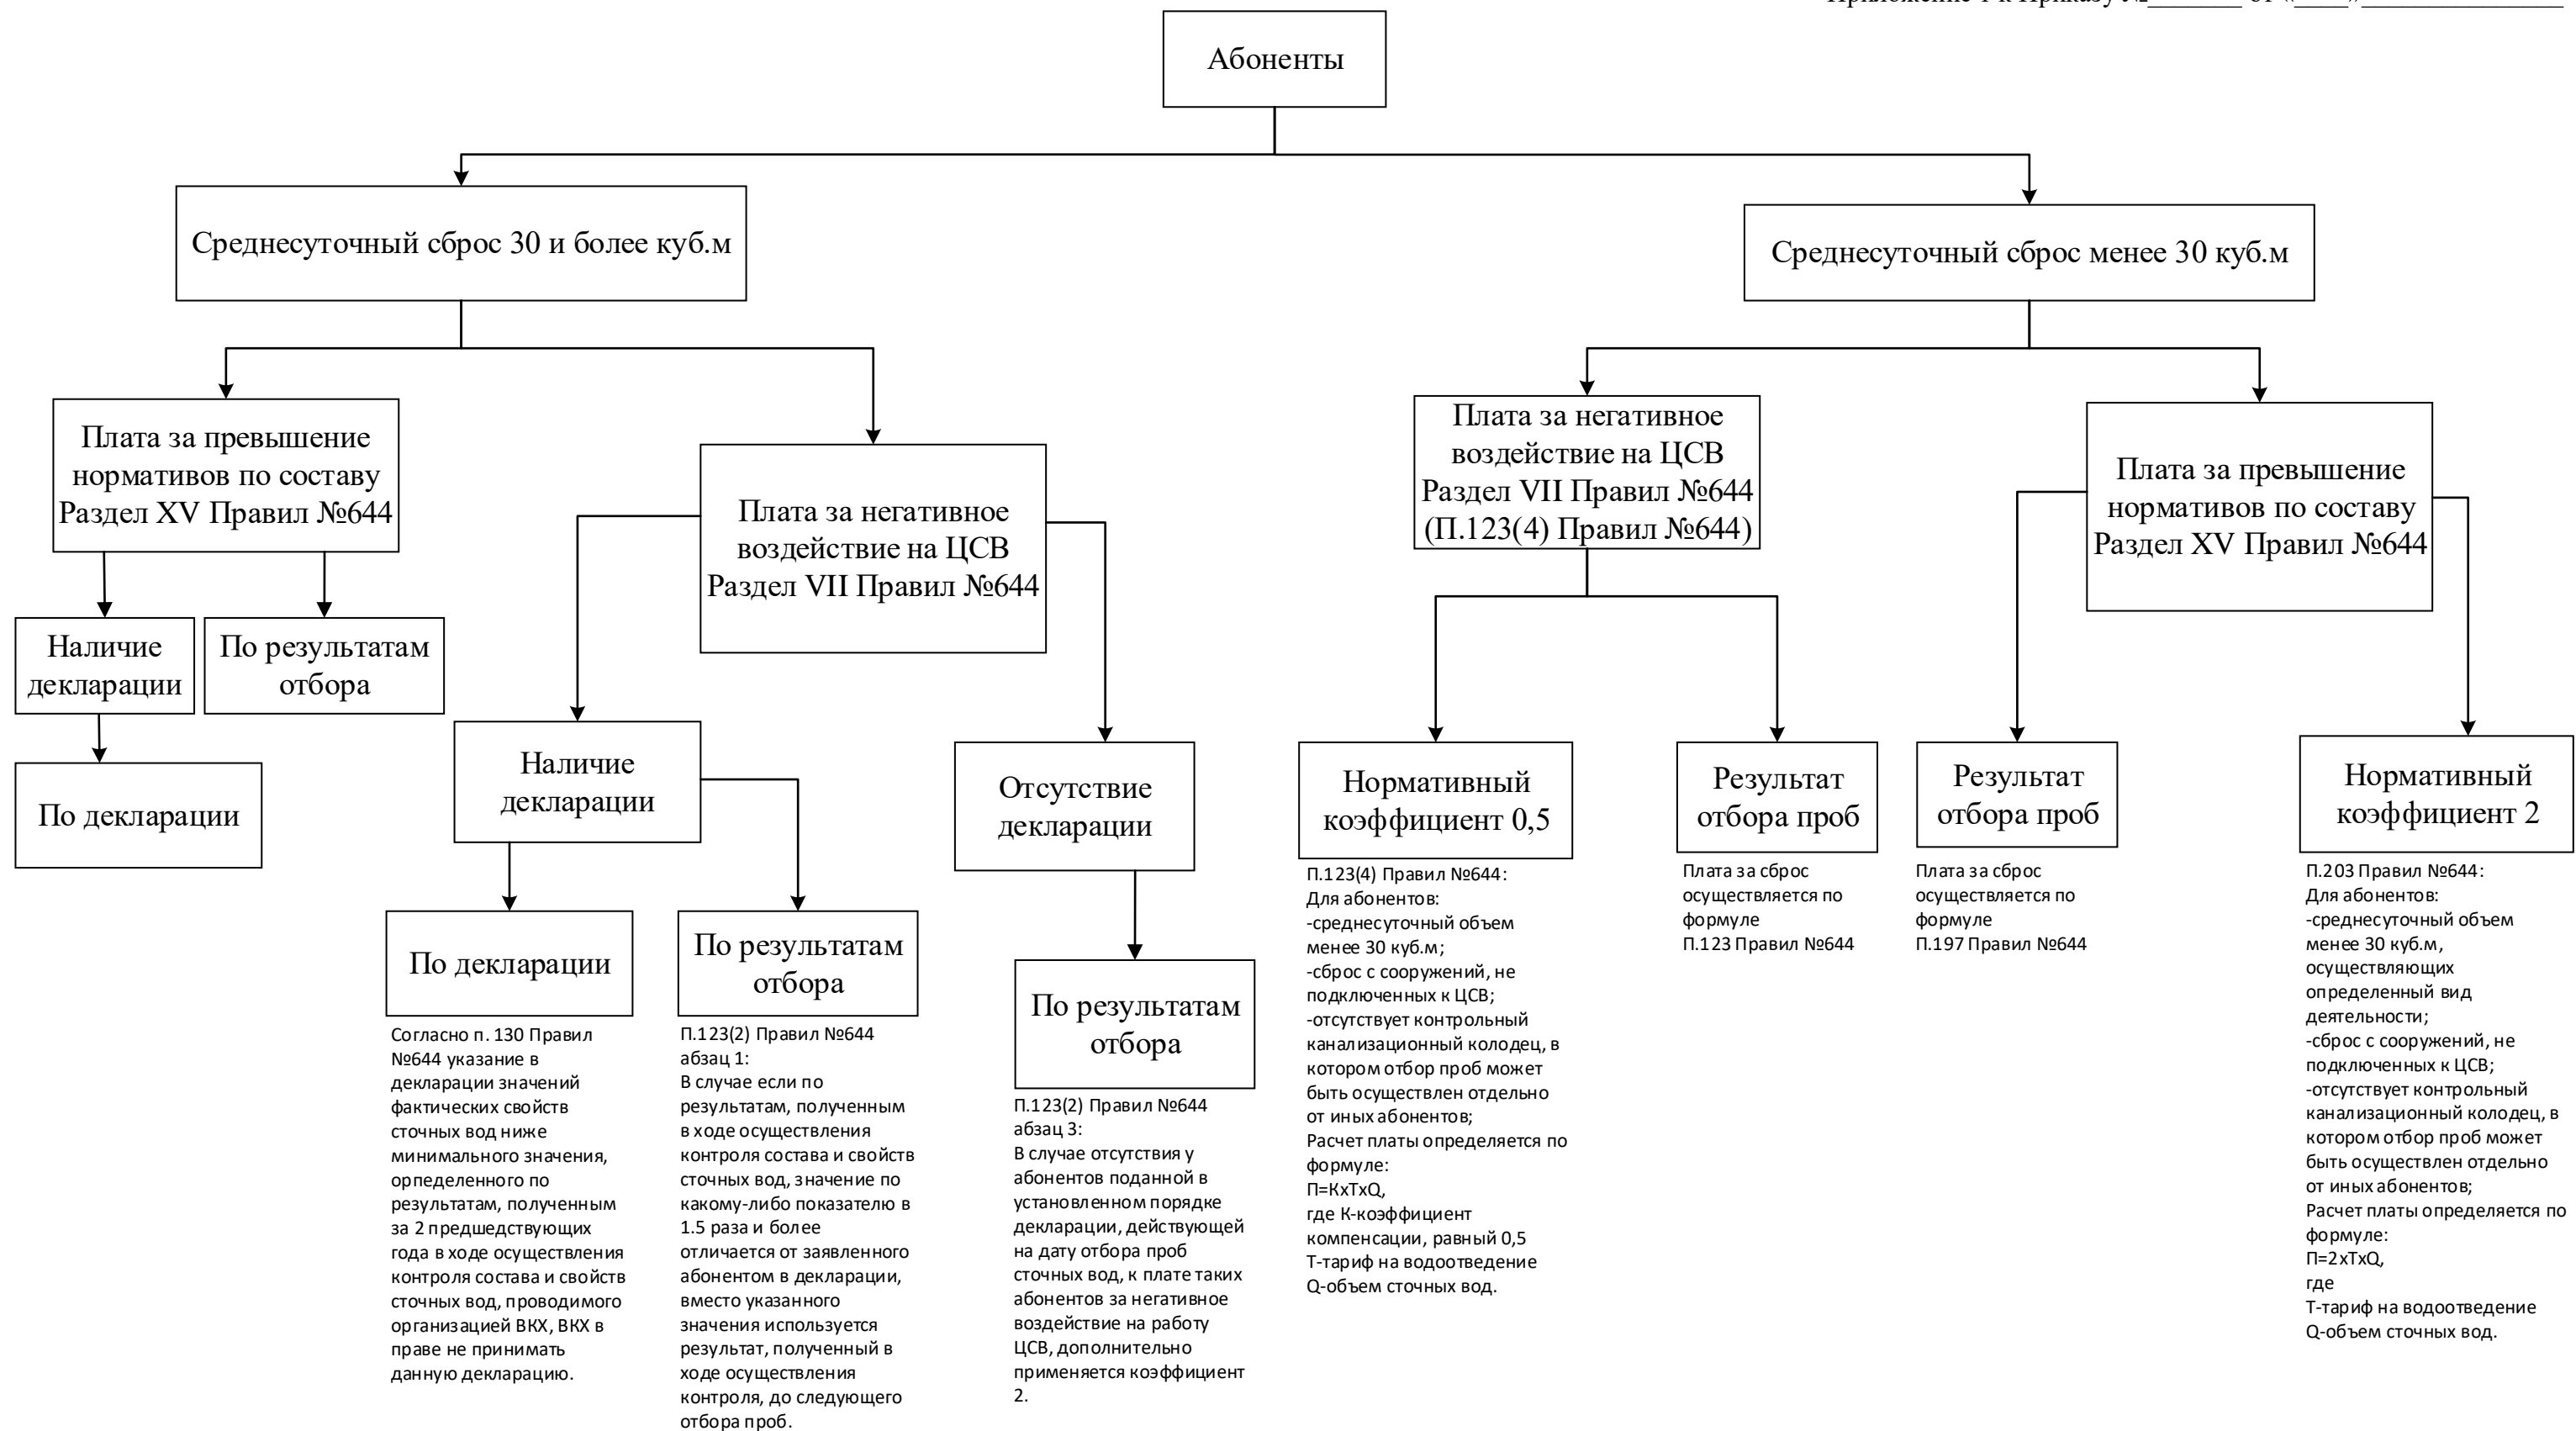 Приложение 1 к Приказу №_______ от «____»_______________
Абоненты
Среднесуточный сброс 30 и более куб.м
Среднесуточный сброс менее 30 куб.м
Плата за превышение
нормативов по составу
Раздел XV Правил №644
Плата за негативное
воздействие на ЦСВ
Раздел VII Правил №644
Плата за негативное
воздействие на ЦСВ
Раздел VII Правил №644
(П.123(4) Правил №644)
Плата за превышение
нормативов по составу
Раздел XV Правил №644
Наличие
декларации
По результатам
отбора
По декларации
Наличие
декларации
Отсутствие
декларации
Нормативный
коэффициент 0,5
Результат
отбора проб
Результат
отбора проб
Нормативный
коэффициент 2
По декларации
Согласно п. 130 Правил
№644 указание в
декларации значений
фактических свойств
сточных вод ниже
минимального значения,
орпеделенного по
результатам, полученным
за 2 предшедствующих
года в ходе осуществления
контроля состава и свойств
сточных вод, проводимого
организацией ВКХ, ВКХ в
праве не принимать
данную декларацию.
По результатам
отбора
П.123(2) Правил №644
абзац 1:
В случае если по
результатам, полученным
в ходе осуществления
контроля состава и свойств
сточных вод, значение по
какому-либо показателю в
1.5 раза и более
отличается от заявленного
абонентом в декларации,
вместо указанного
значения используется
результат, полученный в
ходе осуществления
контроля, до следующего
отбора проб.
По результатам
отбора
П.123(2) Правил №644
абзац 3:
В случае отсутствия у
абонентов поданной в
установленном порядке
декларации, действующей
на дату отбора проб
сточных вод, к плате таких
абонентов за негативное
воздействие на работу
ЦСВ, дополнительно
применяется коэффициент
2.
П.123(4) Правил №644:
Для абонентов:
-среднесуточный объем
менее 30 куб.м;
-сброс с сооружений, не
подключенных к ЦСВ;
-отсутствует контрольный
канализационный колодец, в
котором отбор проб может
быть осуществлен отдельно
от иных абонентов;
Расчет платы определяется по
формуле:
П=КxТxQ,
где К-коэффициент
компенсации, равный 0,5
Т-тариф на водоотведение
Q-объем сточных вод.
Плата за сброс
осуществляется по
формуле
П.123 Правил №644
Плата за сброс
осуществляется по
формуле
П.197 Правил №644
П.203 Правил №644:
Для абонентов:
-среднесуточный объем
менее 30 куб.м,
осуществляющих
определенный вид
деятельности;
-сброс с сооружений, не
подключенных к ЦСВ;
-отсутствует контрольный
канализационный колодец, в
котором отбор проб может
быть осуществлен отдельно
от иных абонентов;
Расчет платы определяется по
формуле:
П=2xТxQ,
где
Т-тариф на водоотведение
Q-объем сточных вод.